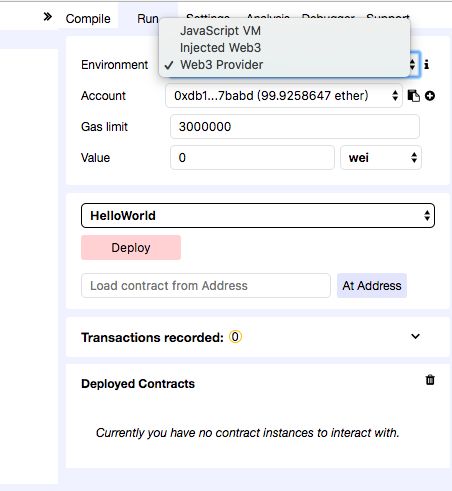 Compile Run Settings Analysis Debugger Support
JavaScript VM
Injected Web3
Environment ✓ Web3 Provider
Account 0xdb1...7babd (99.9258647 ether)
Gas limit 3000000
Value 0 wei
HelloWorld
Deploy
Load contract from Address At Address
Transactions recorded: 0
Deployed Contracts
Currently you have no contract instances to interact with.